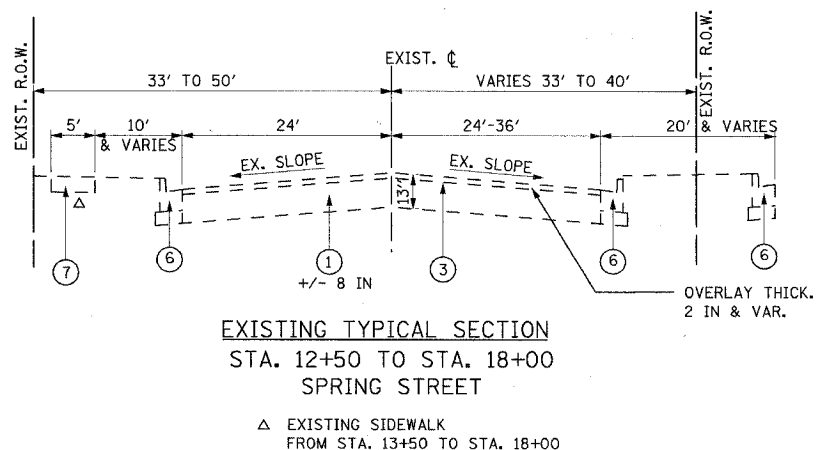 EXIST. R.O.W.
EXIST. ℄
EXIST. R.O.W.
33' TO 50'
VARIES 33' TO 40'
5'
10'
& VARIES
24'
24'-36'
20'
& VARIES
EX. SLOPE
EX. SLOPE
13"
7
6
1
+/- 8 IN
3
6
6
OVERLAY THICK.
2 IN & VAR.
EXISTING TYPICAL SECTION
STA. 12+50 TO STA. 18+00
SPRING STREET
△ EXISTING SIDEWALK
FROM STA. 13+50 TO STA. 18+00